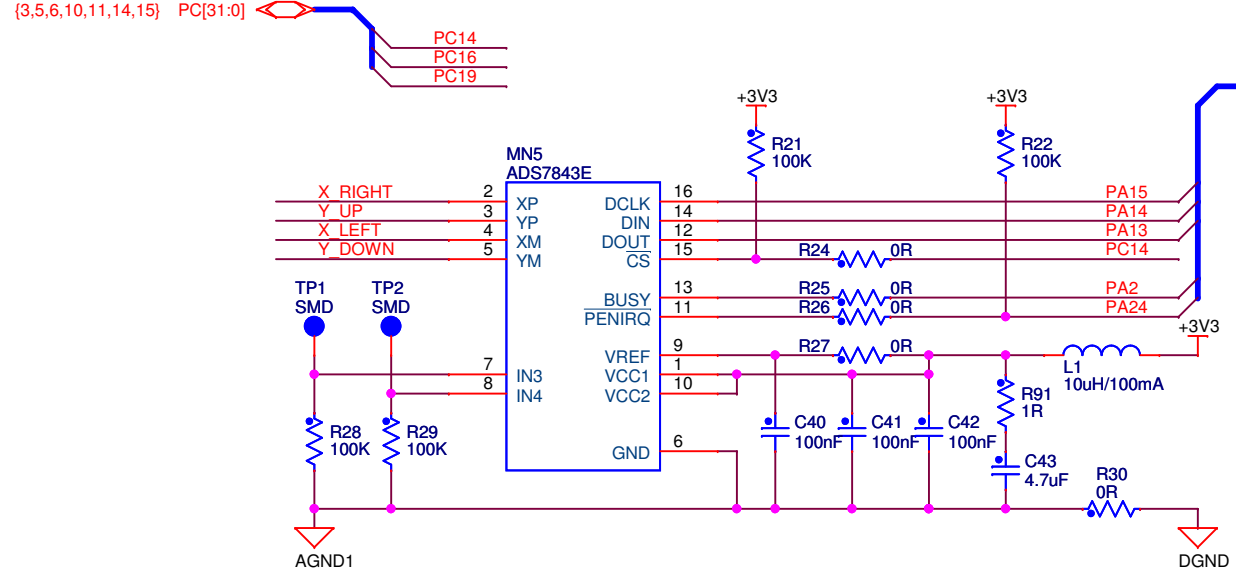 {3,5,6,10,11,14,15} PC[31:0]
PC14
PC16
PC19
+3V3 +3V3
R21
100K
R22
100K
MN5
ADS7843E
X_RIGHT 2 XP DCLK 16 PA15
Y_UP 3 YP DIN 14 PA14
X_LEFT 4 XM DOUT 12 PA13
Y_DOWN 5 YM CS 15 R24 0R PC14
TP1
SMD
TP2
SMD
BUSY 13 R25 0R PA2
PENIRQ 11 R26 0R PA24
+3V3
VREF 9 R27 0R
7 IN3 VCC1 1
8 IN4 VCC2 10
L1
10uH/100mA
R91
1R
R28
100K
R29
100K
C40
100nF
C41
100nF
C42
100nF
GND 6
C43
4.7uF
R30
0R
AGND1 DGND